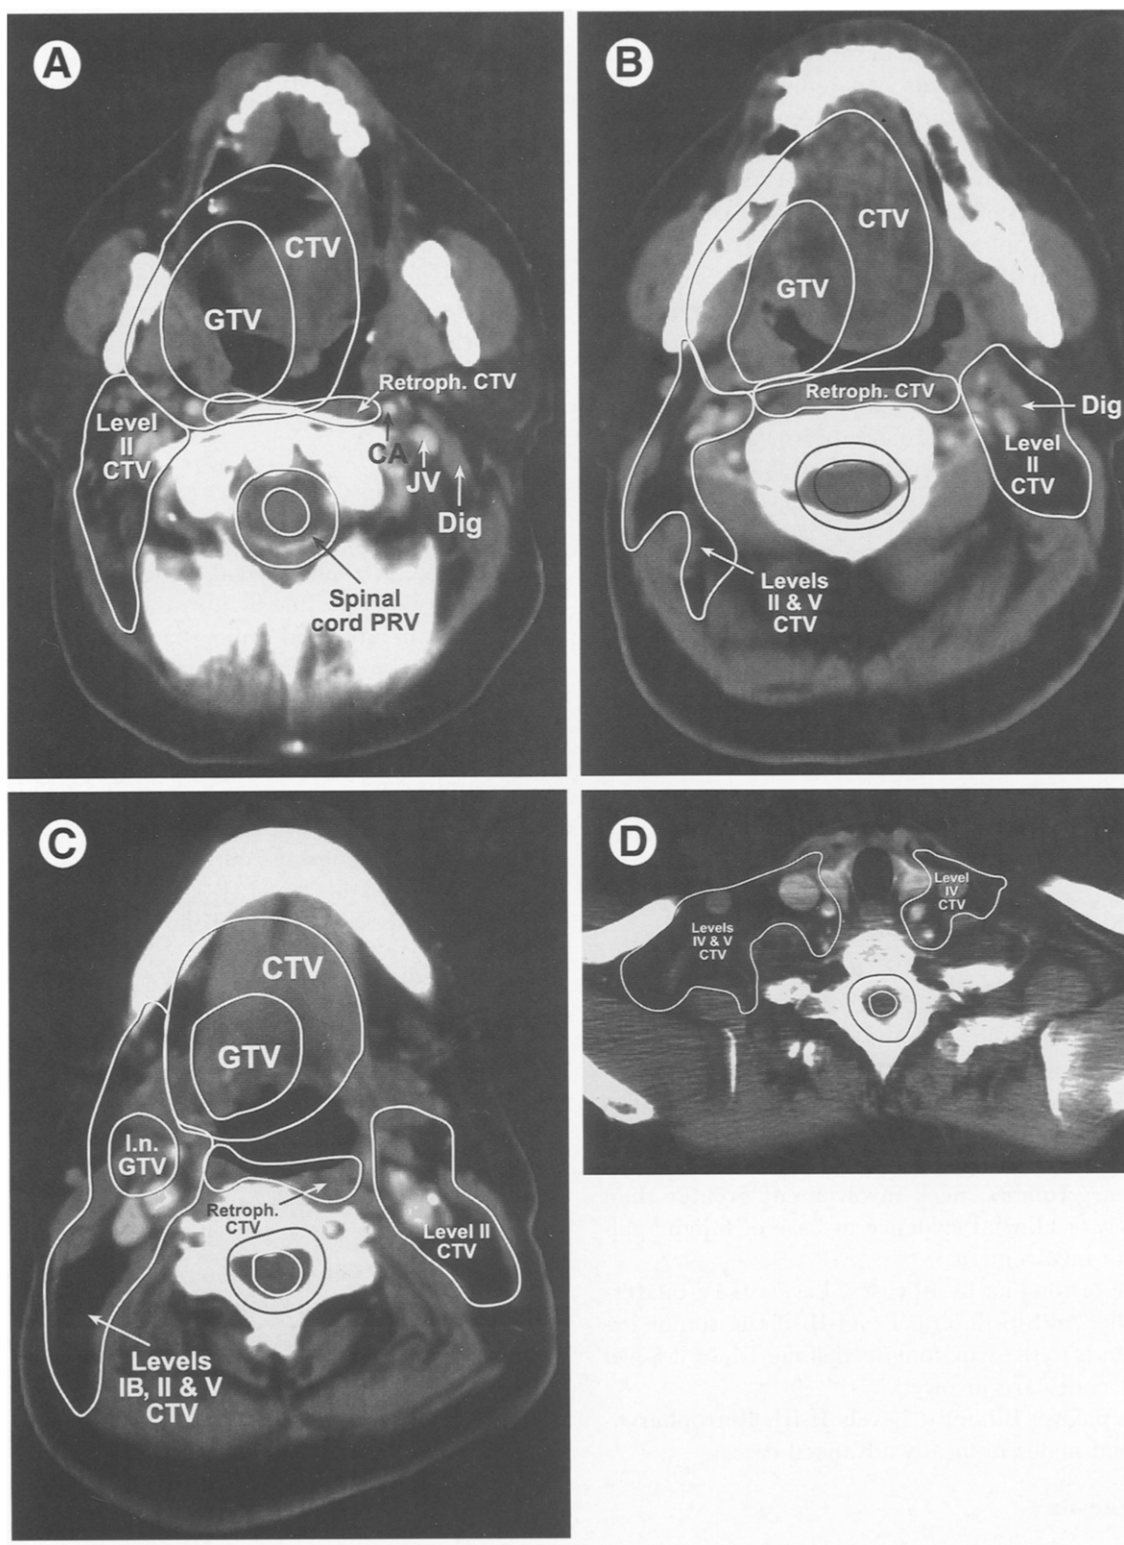 A
CTV
GTV
Retroph. CTV
Level
II
CTV
CA
JV
Dig
Spinal
cord PRV
B
CTV
GTV
Retroph. CTV
Dig
Level
II
CTV
Levels
II & V
CTV
C
CTV
GTV
l.n.
GTV
Retroph.
CTV
Level II
CTV
Levels
IB, II & V
CTV
D
Level
IV
CTV
Levels
IV & V
CTV